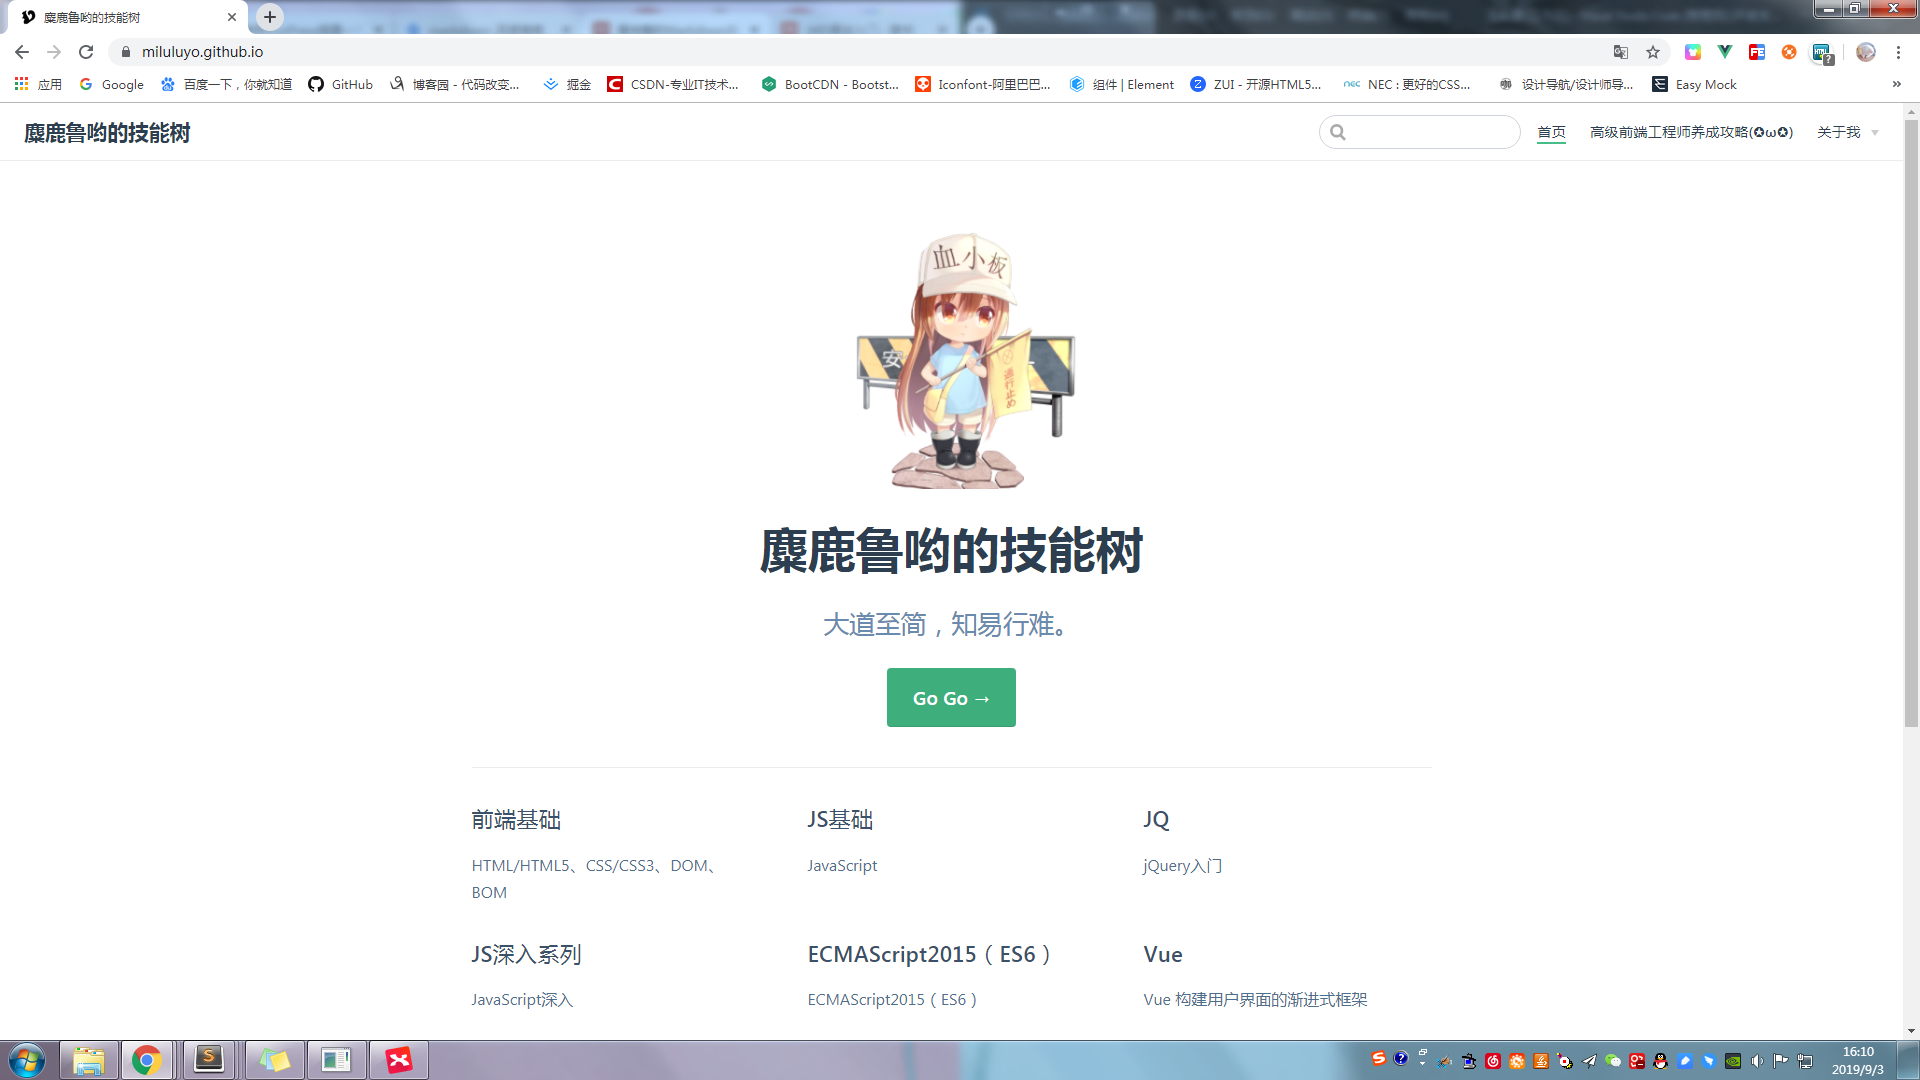 麋鹿鲁哟的技能树
miluluyo.github.io
应用
Google
百度一下，你就知道
GitHub
博客园 - 代码改变...
掘金
CSDN-专业IT技术...
BootCDN - Bootst...
Iconfont-阿里巴巴...
组件 | Element
ZUI - 开源HTML5...
NEC : 更好的CSS...
设计导航/设计师导...
Easy Mock
麋鹿鲁哟的技能树
首页
高级前端工程师养成攻略(✪ω✪)
关于我
血小板
安
通行止め
麋鹿鲁哟的技能树
大道至简，知易行难。
Go Go →
前端基础
JS基础
JQ
HTML/HTML5、CSS/CSS3、DOM、
BOM
JavaScript
jQuery入门
JS深入系列
ECMAScript2015（ES6）
Vue
JavaScript深入
ECMAScript2015（ES6）
Vue 构建用户界面的渐进式框架
16:10
2019/9/3